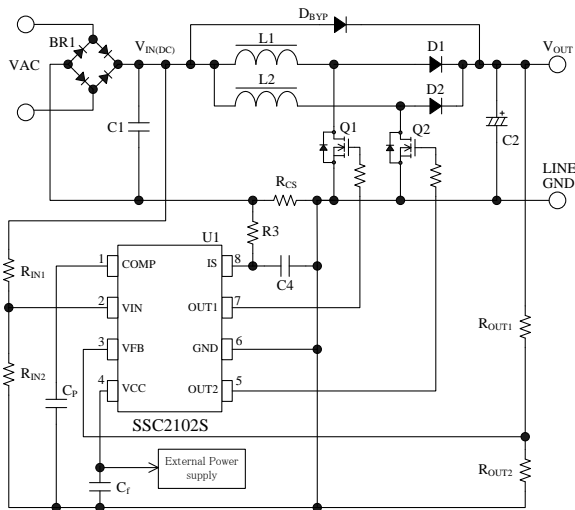 DBYP
BR1
VIN(DC)
L1
D1
VOUT
VAC
L2
D2
C1
Q1
Q2
C2
LINE
GND
RCS
R3
U1
1
COMP
IS
8
C4
RIN1
2
VIN
OUT1
7
ROUT1
3
VFB
GND
6
RIN2
4
VCC
OUT2
5
CP
SSC2102S
External Power
supply
Cf
ROUT2